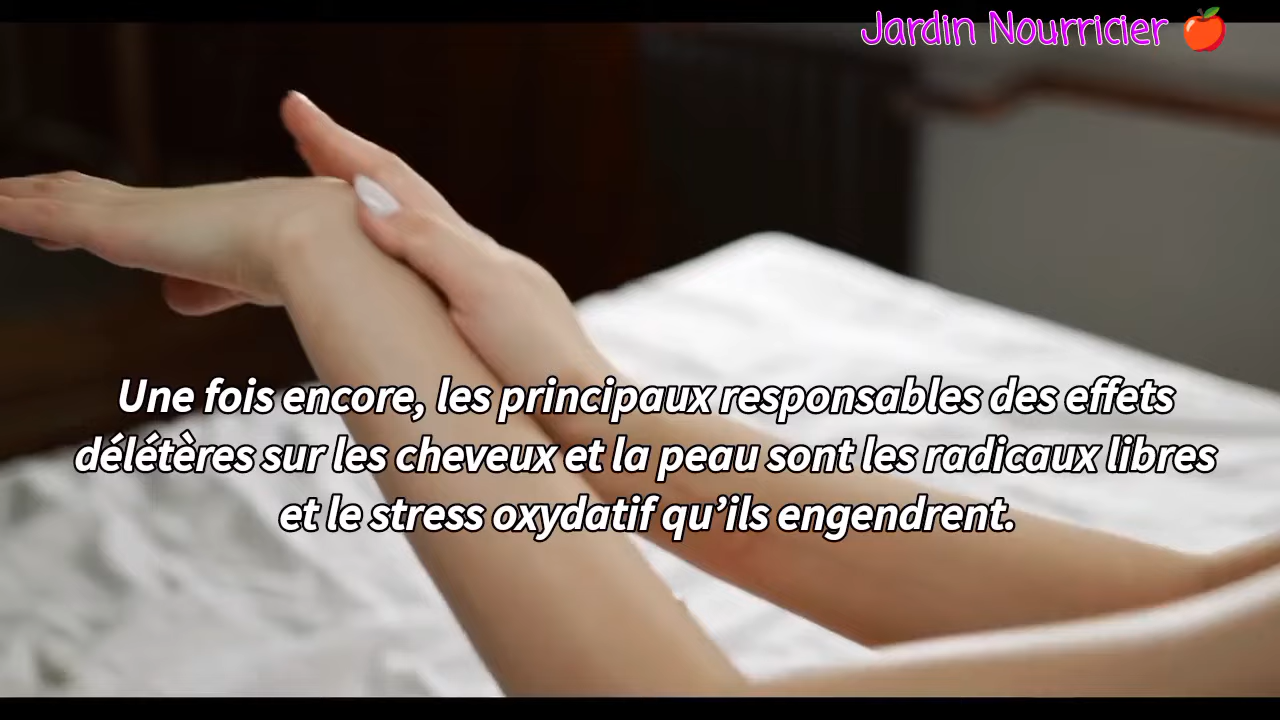 Jardin Nourricier 🍎
Une fois encore, les principaux responsables des effets
délétères sur les cheveux et la peau sont les radicaux libres
et le stress oxydatif qu’ils engendrent.